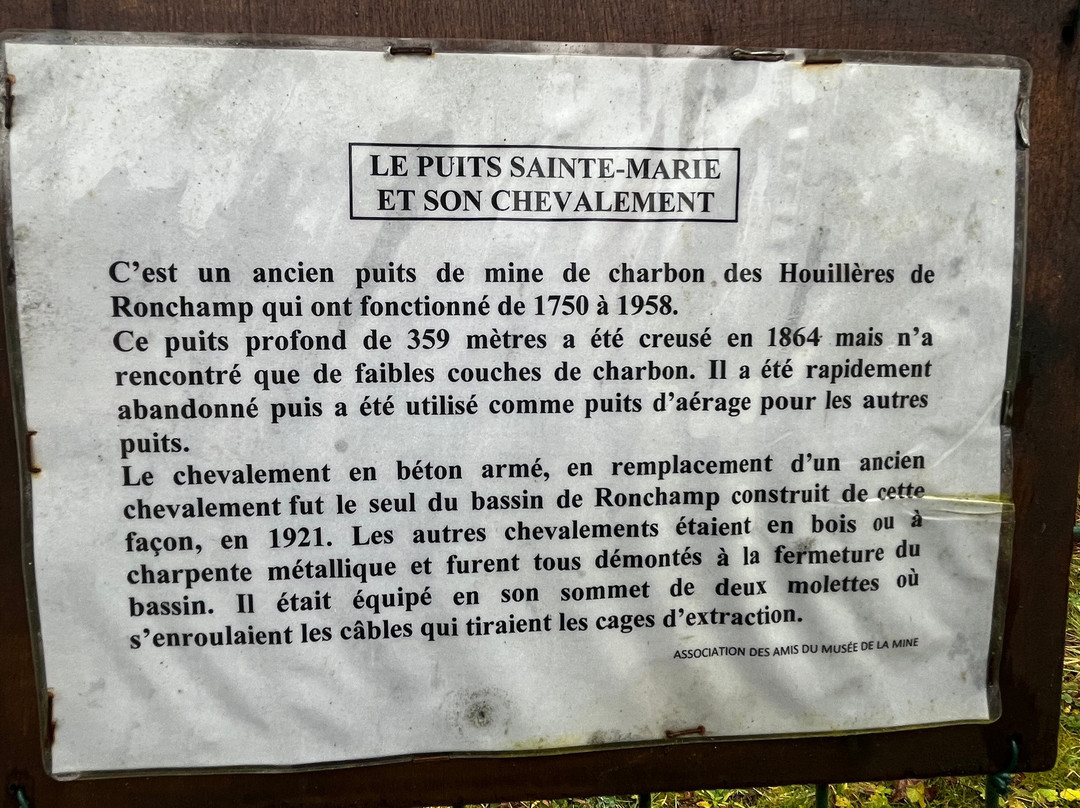 LE PUITS SAINTE-MARIE
ET SON CHEVALEMENT
C’est un ancien puits de mine de charbon des Houillères de
Ronchamp qui ont fonctionné de 1750 à 1958.
Ce puits profond de 359 mètres a été creusé en 1864 mais n’a
rencontré que de faibles couches de charbon. Il a été rapidement
abandonné puis a été utilisé comme puits d’aérage pour les autres
puits.
Le chevalement en béton armé, en remplacement d’un ancien
chevalement fut le seul du bassin de Ronchamp construit de cette
façon, en 1921. Les autres chevalements étaient en bois ou à
charpente métallique et furent tous démontés à la fermeture du
bassin. Il était équipé en son sommet de deux molettes où
s’enroulaient les câbles qui tiraient les cages d’extraction.
ASSOCIATION DES AMIS DU MUSÉE DE LA MINE